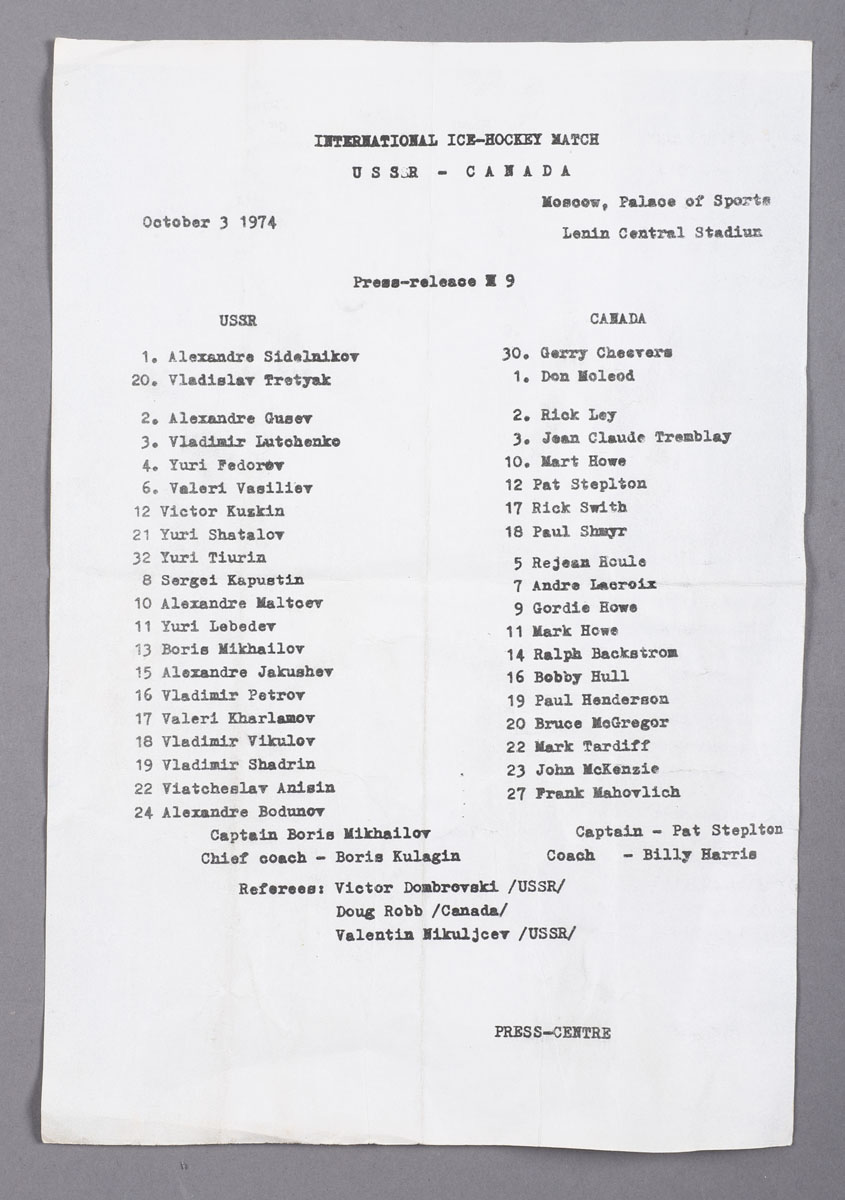 INTERNATIONAL ICE-HOCKEY MATCH
USSR - CANADA
Moscow, Palace of Sports
October 3 1974
Lenin Central Stadium
Press-releace N 9
USSR
1. Alexandre Sidelnikov
20. Vladislav Tretyak
2. Alexandre Gusev
3. Vladimir Lutchenko
4. Yuri Fedorov
6. Valeri Vasiliev
12 Victor Kuzkin
21 Yuri Shatalov
32 Yuri Tiurin
8 Sergei Kapustin
10 Alexandre Maltcev
11 Yuri Lebedev
13 Boris Mikhailov
15 Alexandre Jakushev
16 Vladimir Petrov
17 Valeri Kharlamov
18 Vladimir Vikulov
19 Vladimir Shadrin
22 Viatcheslav Anisin
24 Alexandre Bodunov
Captain Boris Mikhailov
Chief coach - Boris Kulagin
CANADA
30. Gerry Cheevers
1. Don Mcleod
2. Rick Ley
3. Jean Claude Tremblay
10. Mart Howe
12 Pat Steplton
17 Rick Swith
18 Paul Shmyr
5 Rejean Houle
7 Andre Lacroix
9 Gordie Howe
11 Mark Howe
14 Ralph Backstrom
16 Bobby Hull
19 Paul Henderson
20 Bruce McGregor
22 Mark Tardiff
23 John McKenzie
27 Frank Mahovlich
Captain - Pat Steplton
Coach - Billy Harris
Referees: Victor Dombrovski /USSR/
Doug Robb /Canada/
Valentin Nikuljcev /USSR/
PRESS-CENTRE